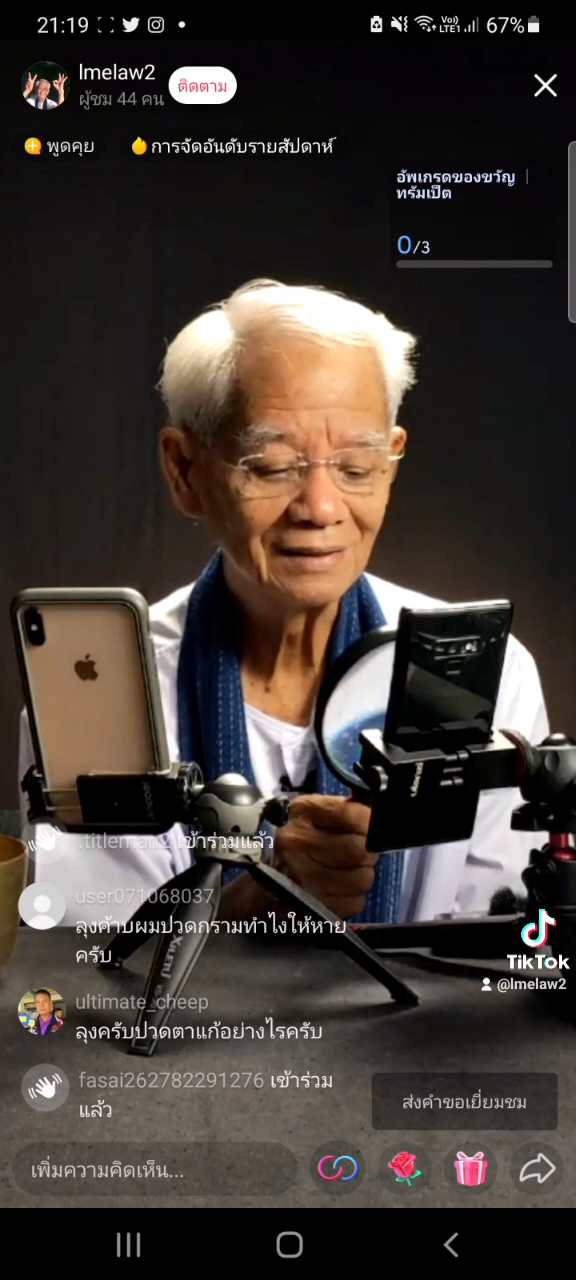 21:19
Vo))
LTE1
67%
lmelaw2
ผู้ชม 44 คน
ติดตาม
พูดคุย
การจัดอันดับรายสัปดาห์
อัพเกรดของขวัญ
ทรัมเป็ต
0/3
.titleman2 เข้าร่วมแล้ว
user071068037
ลุงค้าบผมปวดกรามทำไงให้หาย
ครับ
ultimate_cheep
ลุงครับปวดตาแก้อย่างไรครับ
fasai262782291276 เข้าร่วม
แล้ว
TikTok
@lmelaw2
ส่งคำขอเยี่ยมชม
เพิ่มความคิดเห็น...